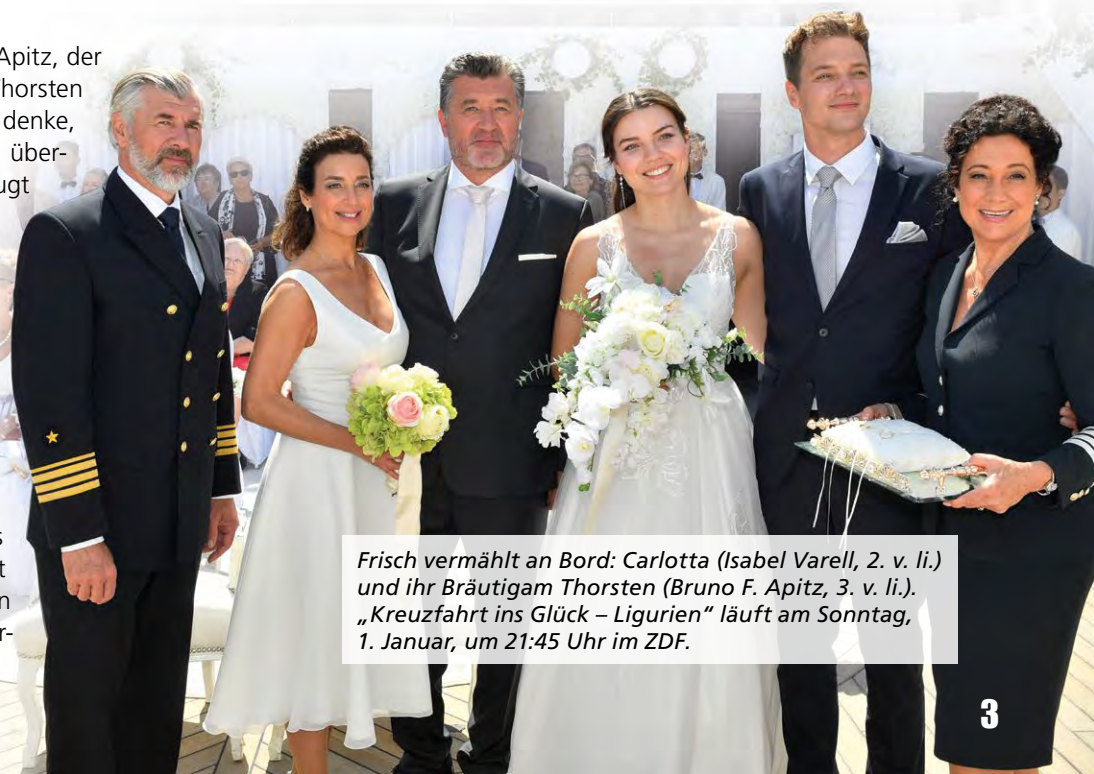 Apitz, der
Thorsten
denke,
über-
ugt
s
t
n
r-
Frisch vermählt an Bord: Carlotta (Isabel Varell, 2. v. li.)
und ihr Bräutigam Thorsten (Bruno F. Apitz, 3. v. li.).
„Kreuzfahrt ins Glück – Ligurien“ läuft am Sonntag,
1. Januar, um 21:45 Uhr im ZDF.
3